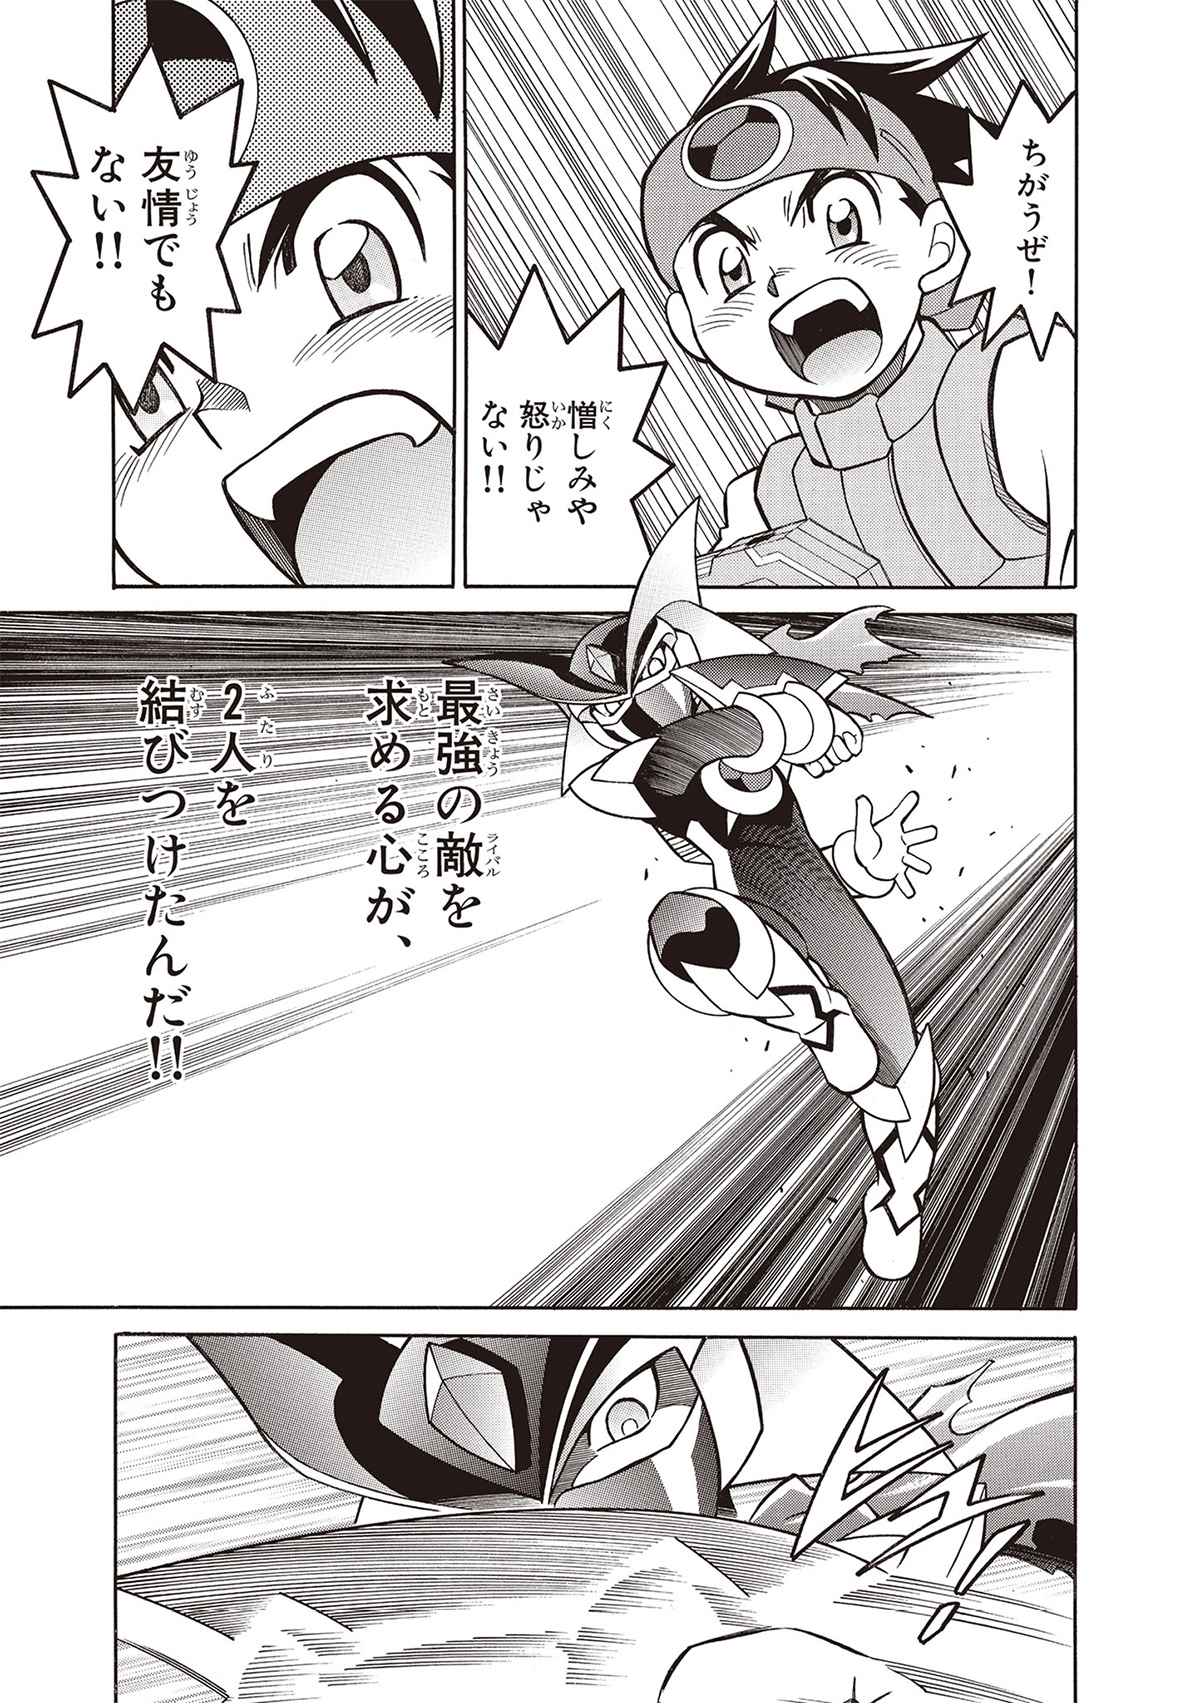 ちがうぜ!
憎しみや
怒りじゃ
ない!!
友情でも
ない!!
最強の敵を
求める心が、
2人を
結びつけたんだ!!